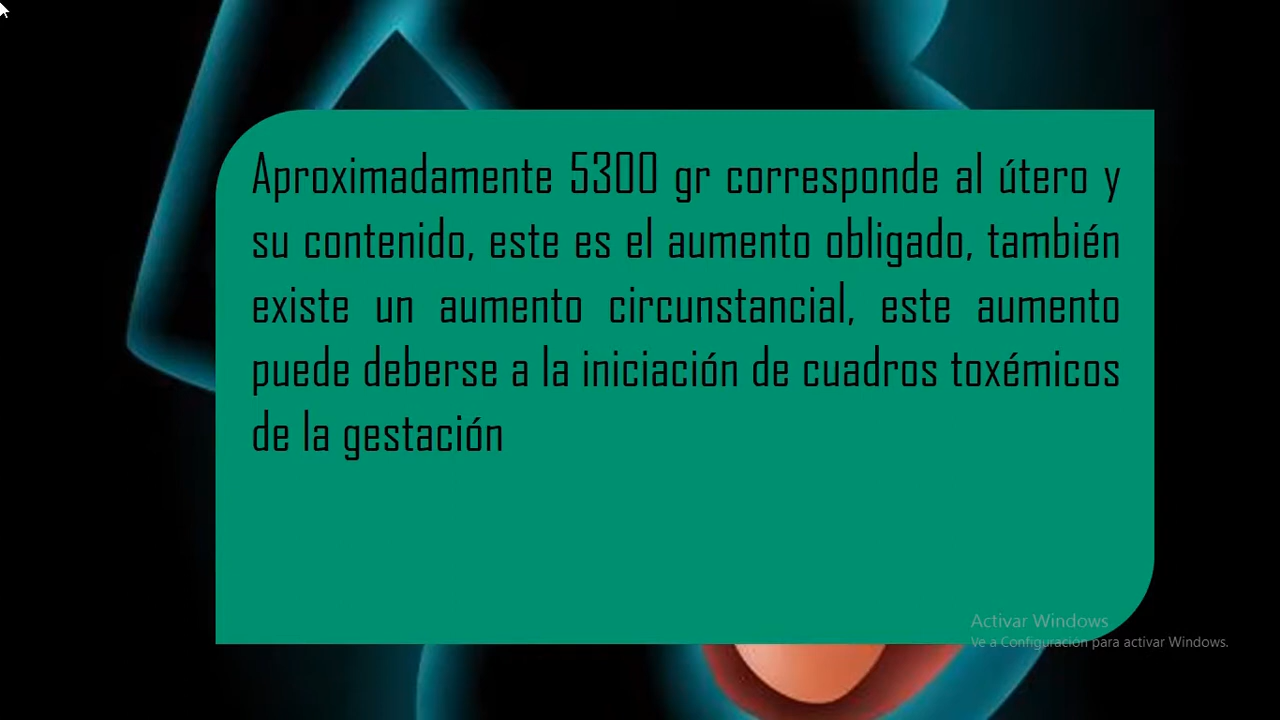 Aproximadamente 5300 gr corresponde al útero y
su contenido, este es el aumento obligado, también
existe un aumento circunstancial, este aumento
puede deberse a la iniciación de cuadros toxémicos
de la gestación
Activar Windows
Ve a Configuración para activar Windows.